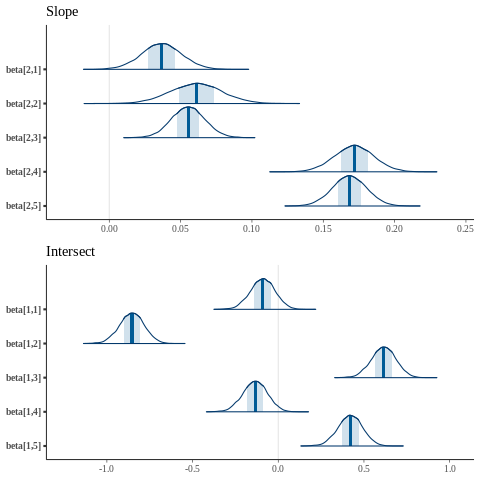 Slope
beta[2,1]
beta[2,2]
beta[2,3]
beta[2,4]
beta[2,5]
0.00 0.05 0.10 0.15 0.20 0.25
Intersect
beta[1,1]
beta[1,2]
beta[1,3]
beta[1,4]
beta[1,5]
-1.0 -0.5 0.0 0.5 1.0